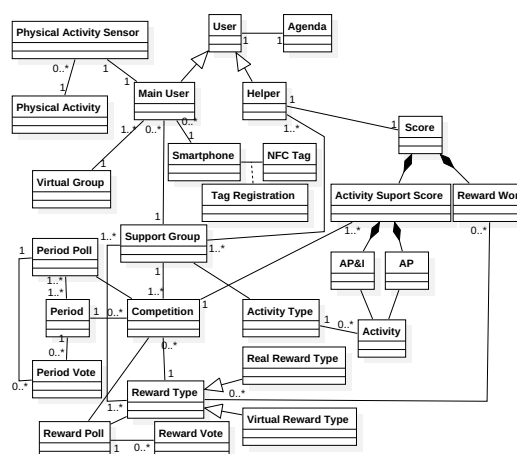 User
Agenda
Physical Activity Sensor
1
1
0..*
1
Physical Activity
1
Main User
Helper
1
1..*
0..*
0..*
1..*
1
Score
1
Smartphone
NFC Tag
Virtual Group
1
Tag Registration
Activity Suport Score
Reward Wor
1
1..*
Support Group
1..*
1..*
0..*
1
Period Poll
1
AP&I
AP
1..*
1..*
1..*
Period
1
0..*
Competition
Activity Type
1
0..*
Activity
1
0..*
0..*
Real Reward Type
0..*
Period Vote
1
Reward Type
0..*
1..*
Virtual Reward Type
Reward Poll
1
0..*
Reward Vote